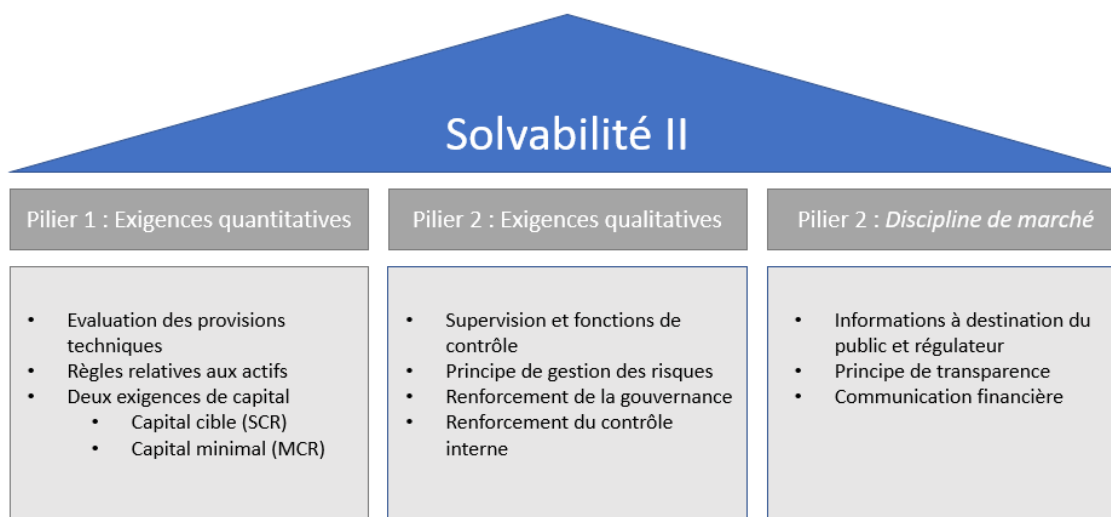 Solvabilité II
Pilier 1 : Exigences quantitatives
Pilier 2 : Exigences qualitatives
Pilier 2 : Discipline de marché
• Evaluation des provisions
techniques
• Règles relatives aux actifs
• Deux exigences de capital
• Capital cible (SCR)
• Capital minimal (MCR)
• Supervision et fonctions de
contrôle
• Principe de gestion des risques
• Renforcement de la gouvernance
• Renforcement du contrôle
interne
• Informations à destination du
public et régulateur
• Principe de transparence
• Communication financière